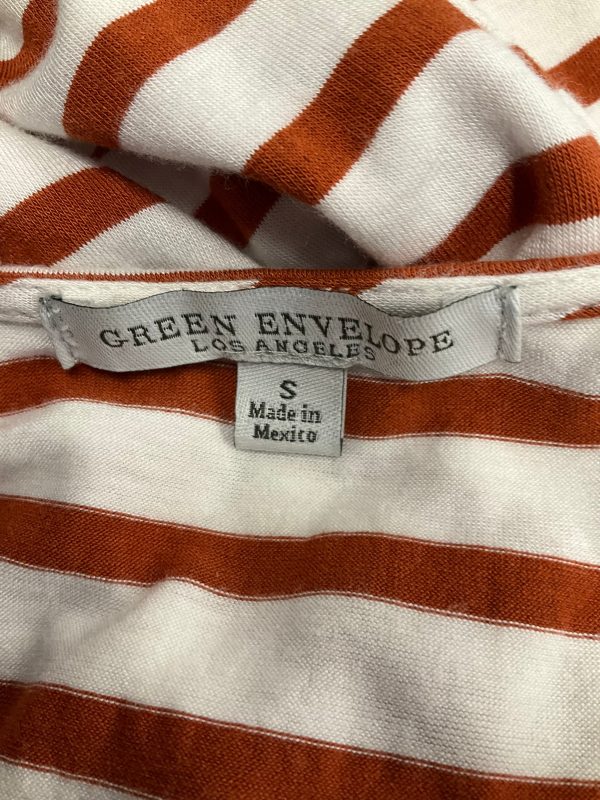 GREEN ENVELOPE
LOS ANGELES
S
Made in
Mexico